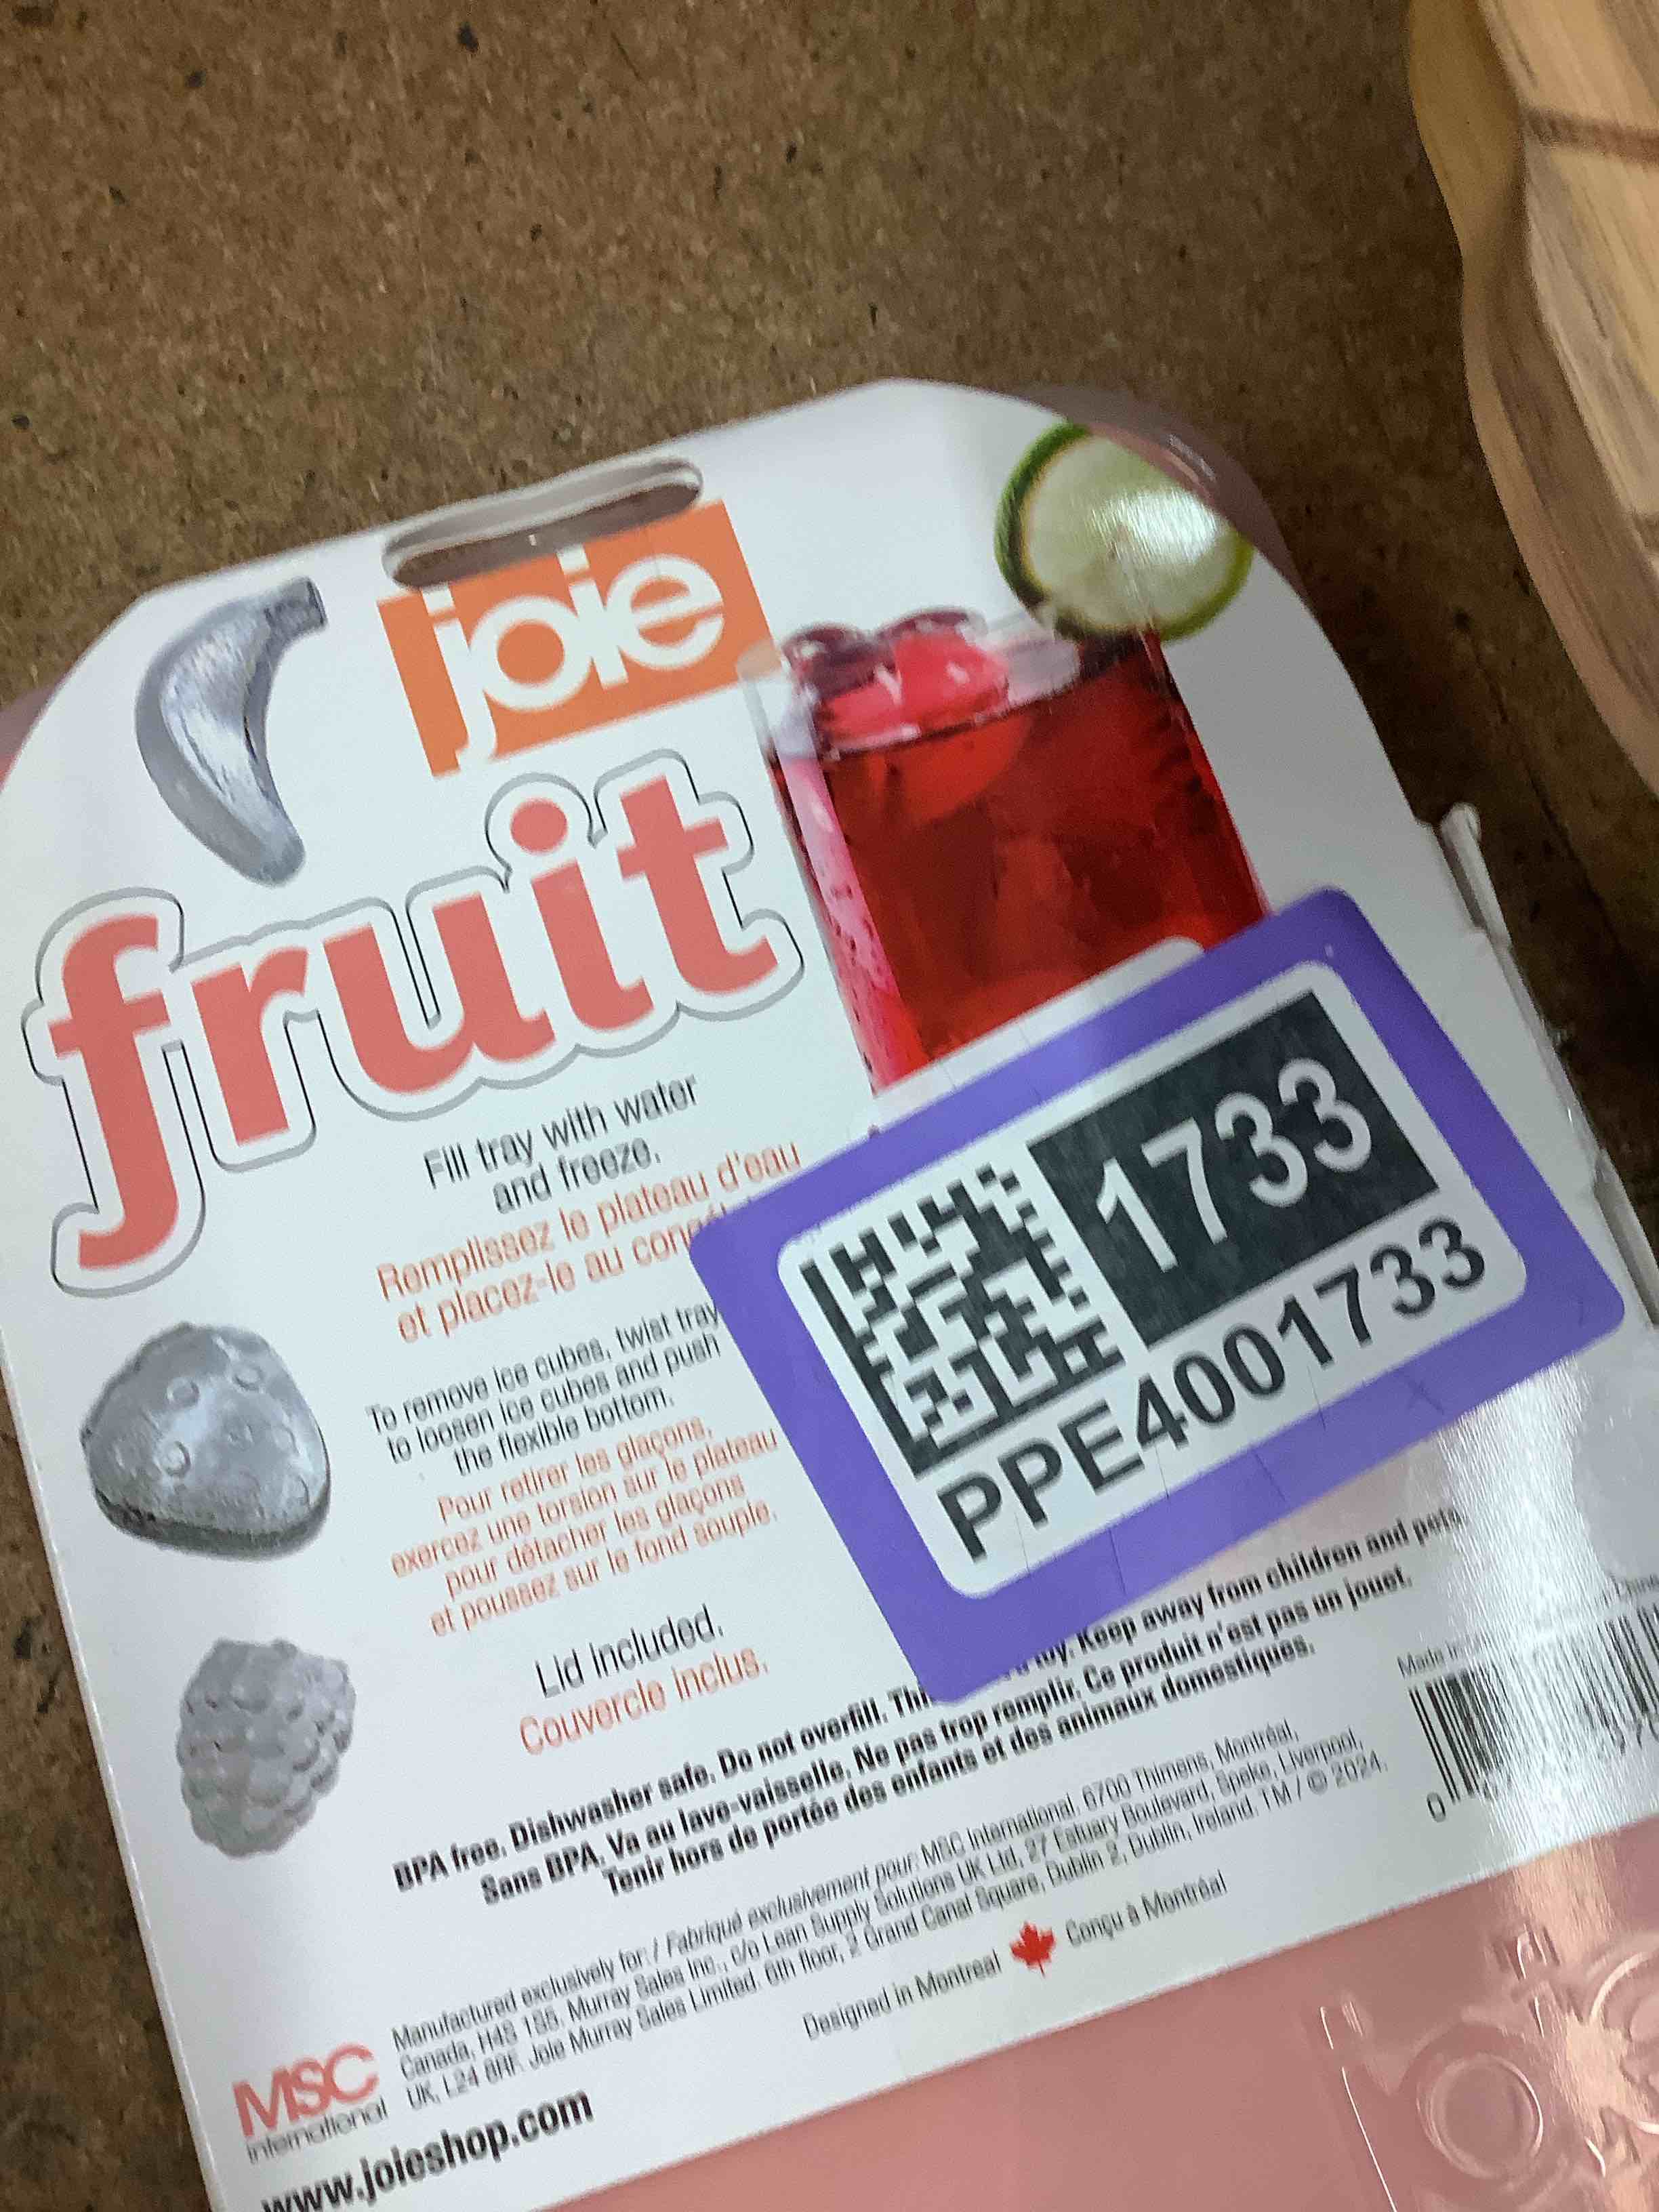 joie
fruit
Fill tray with water
and freeze.
Remplissez le plateau d'eau
et placez-le au
To remove ice cubes, twist tray
to loosen ice cubes and push
the flexible bottom.
Pour retirer les glaçons,
exercez une torsion sur le plateau
pour détacher les glaçons
et poussez sur le fond souple.
Lid Included.
Couvercle inclus.
1733
PPE4001733
BPA free. Dishwasher safe. Do not overfill. toy. Keep away from children and pets.
Sans BPA. Va au lave-vaisselle. Ne pas trop remplir. Ce produit n'est pas un jouet.
Tenir hors de portée des enfants et des animaux domestiques.
Made in
0
Manufactured exclusively for: / Fabriqué exclusivement pour: MSC International, 6700 Thimens, Montréal,
Canada, H4S 1S5. Murray Sales Inc., c/o Lean Supply Solutions UK Ltd, 27 Estuary Boulevard, Speke, Liverpool,
UK, L24 8RF. Joie Murray Sales Limited. 6th floor, 2 Grand Canal Square, Dublin 2, Dublin, Ireland. TM / © 2024.
Designed in Montreal Conçu à Montréal
MSC
International
www.joieshop.com